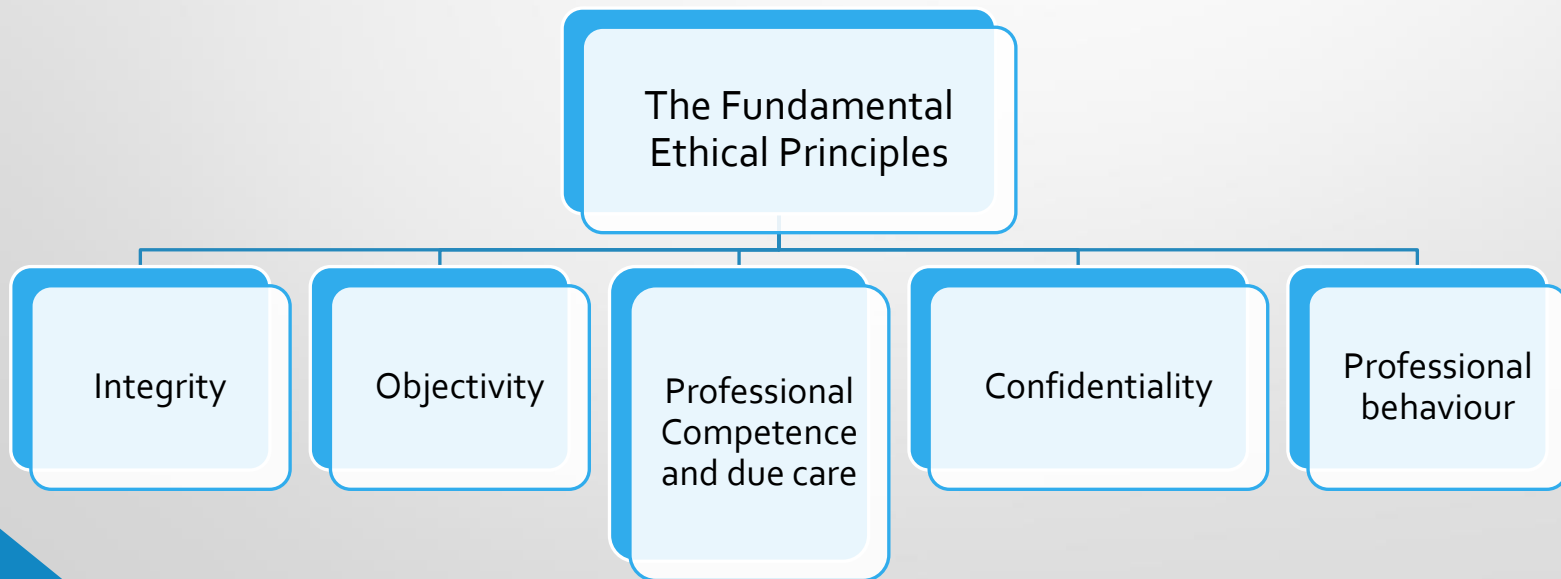 The Fundamental
Ethical Principles
Integrity
Objectivity
Professional
Competence
and due care
Confidentiality
Professional
behaviour